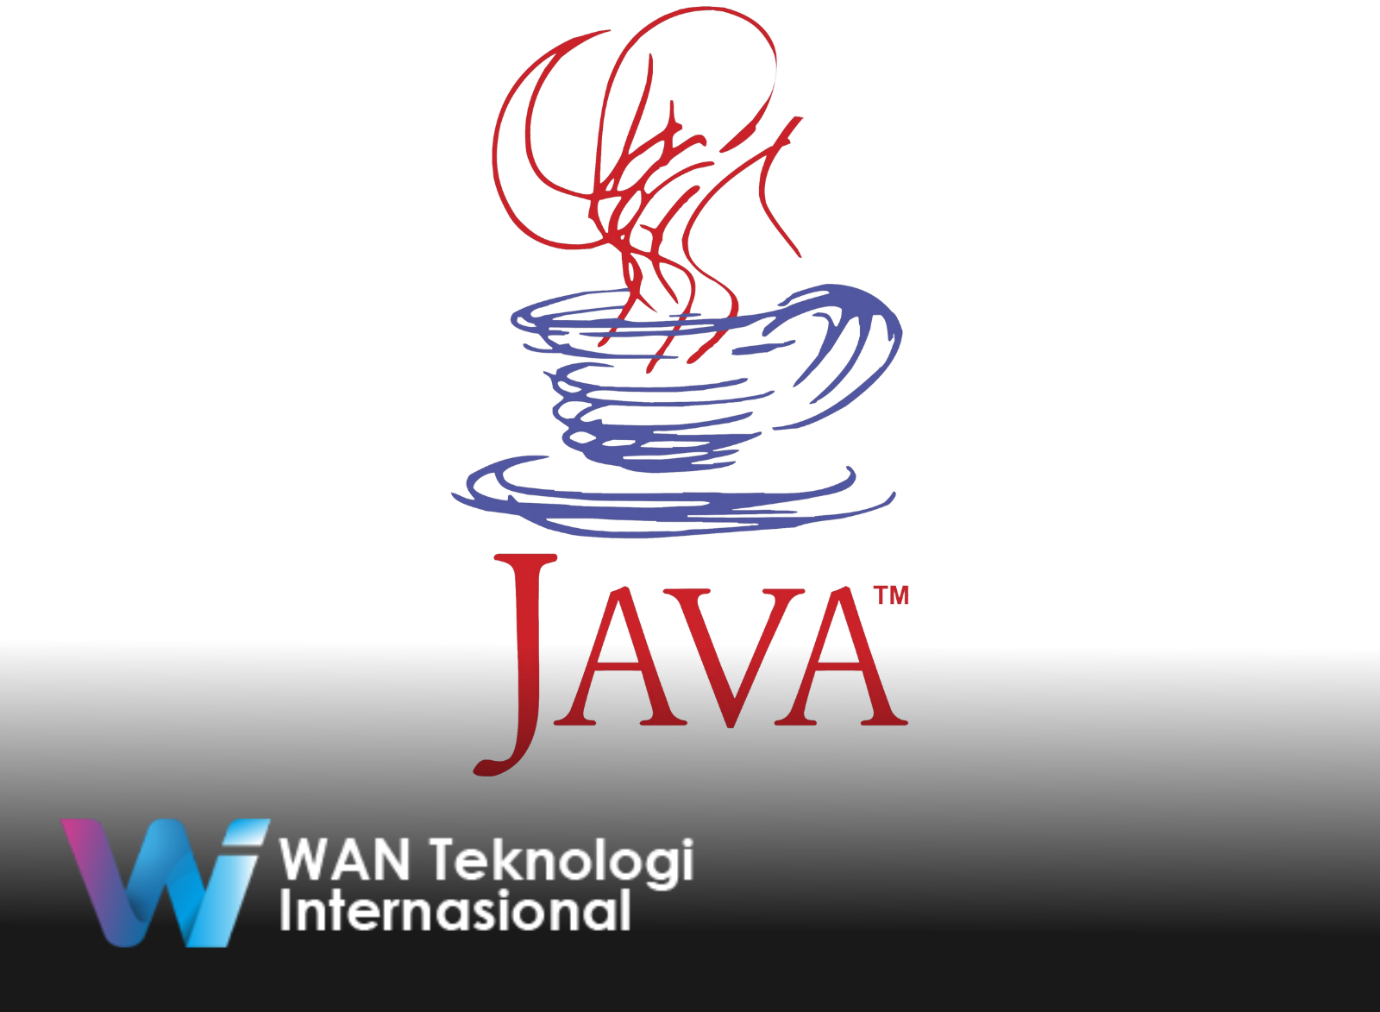 JAVA™
WAN Teknologi
Internasional